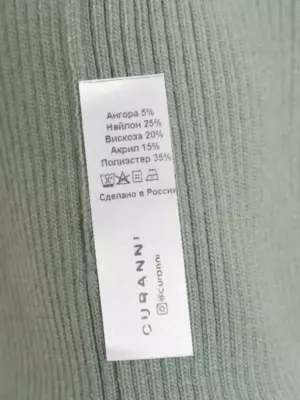 Ангора 5%
Нейлон 25%
Вискоза 20%
Акрил 15%
Полиэстер 35%
Сделано в России
CURANNI
@curanni